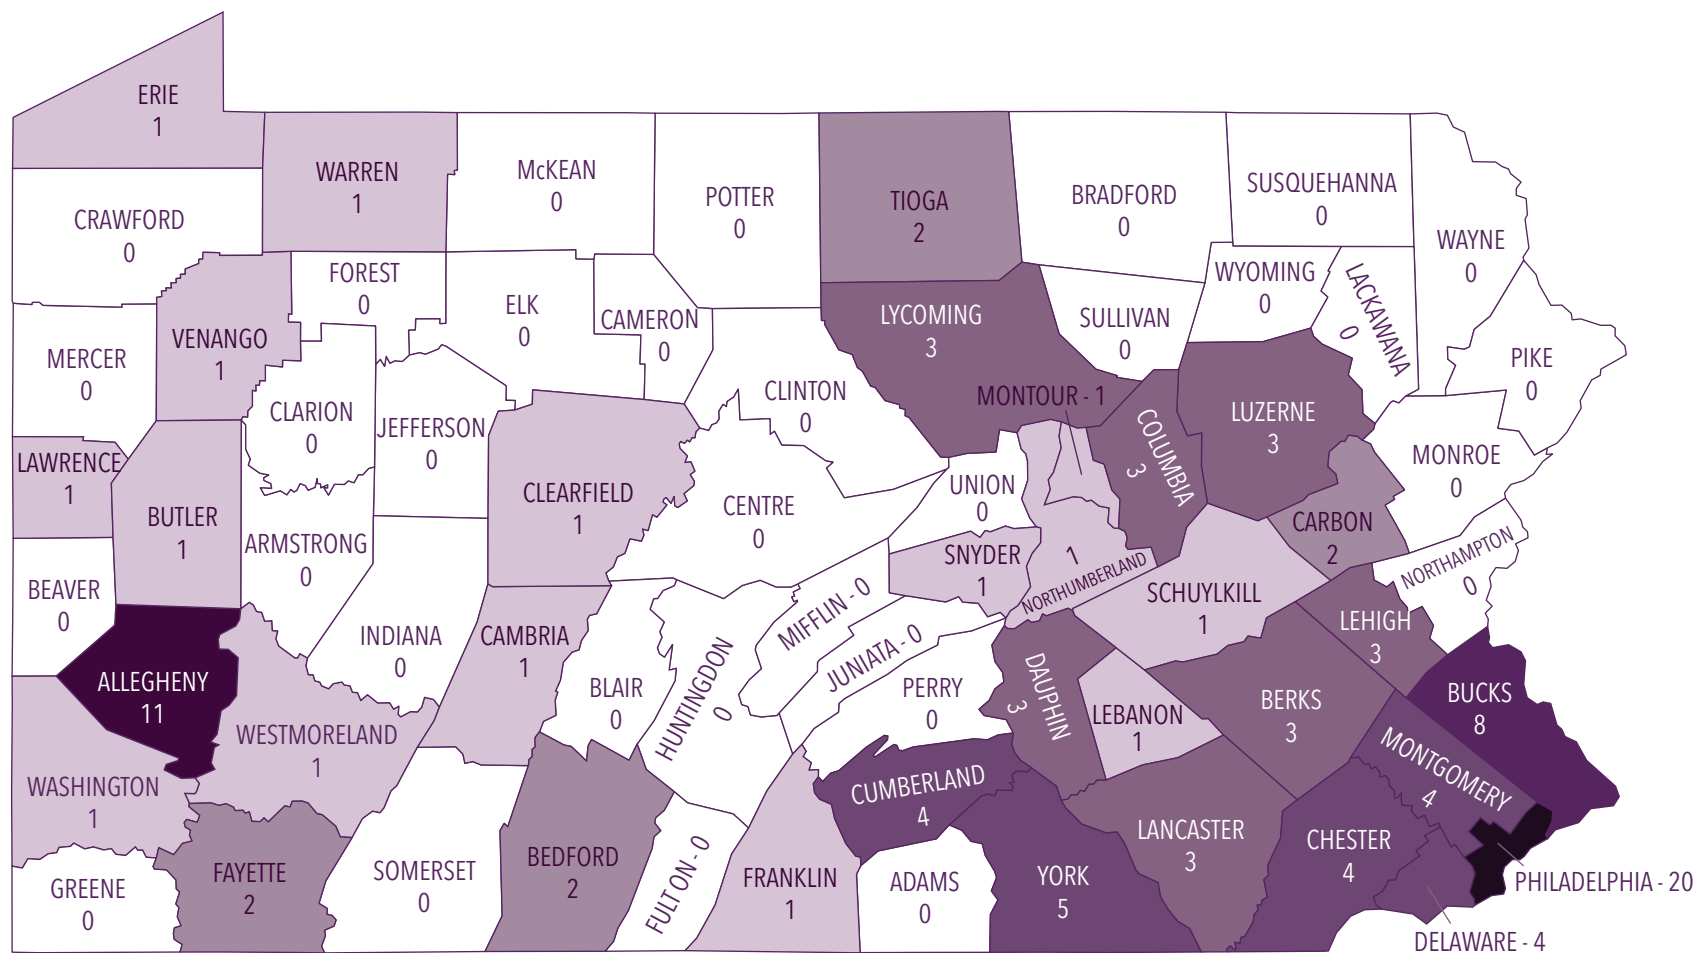 ERIE
1
WARREN
1
McKEAN
0
POTTER
0
TIOGA
2
BRADFORD
0
SUSQUEHANNA
0
WAYNE
0
CRAWFORD
0
FOREST
0
ELK
0
CAMERON
0
WYOMING
0
LACKAWANA
0
VENANGO
1
LYCOMING
3
SULLIVAN
0
MERCER
0
PIKE
0
CLARION
0
JEFFERSON
0
CLINTON
0
MONTOUR - 1
COLUMBIA
3
LUZERNE
3
MONROE
0
LAWRENCE
1
BUTLER
1
CLEARFIELD
1
CENTRE
0
UNION
0
CARBON
2
ARMSTRONG
0
SNYDER
1
1
NORTHUMBERLAND
NORTHAMPTON
0
BEAVER
0
INDIANA
0
CAMBRIA
1
MIFFLIN - 0
JUNIATA - 0
SCHUYLKILL
1
LEHIGH
3
ALLEGHENY
11
BLAIR
0
HUNTINGDON
0
PERRY
0
DAUPHIN
3
LEBANON
1
BERKS
3
BUCKS
8
WESTMORELAND
1
WASHINGTON
1
CUMBERLAND
4
MONTGOMERY
4
LANCASTER
3
CHESTER
4
GREENE
0
FAYETTE
2
SOMERSET
0
BEDFORD
2
FULTON - 0
FRANKLIN
1
ADAMS
0
YORK
5
PHILADELPHIA - 20
DELAWARE - 4